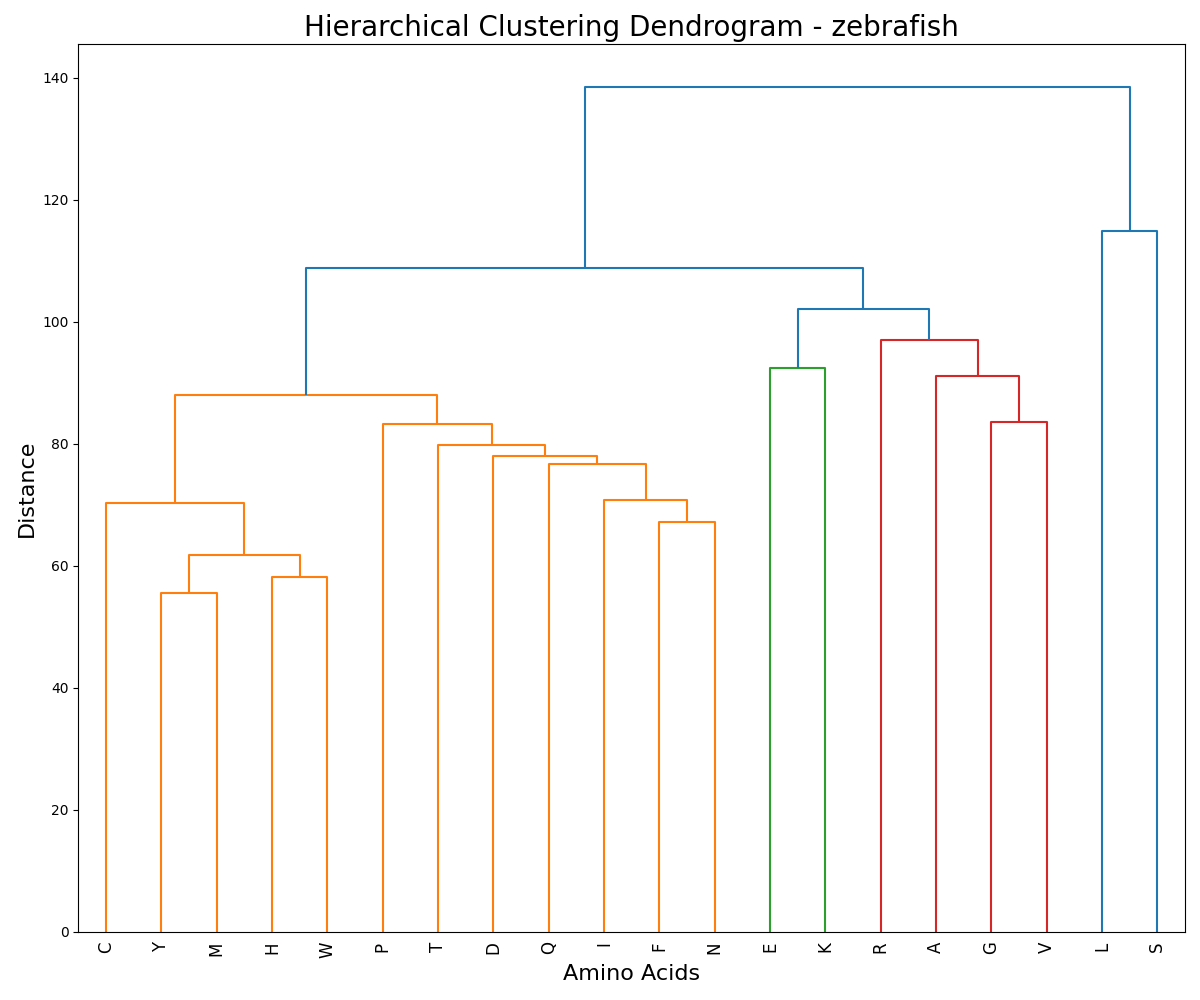 Hierarchical Clustering Dendrogram - zebrafish
140
120
100
80
60
40
20
0
Distance
C Y M H W P T D Q I F N E K R A G V L S
Amino Acids